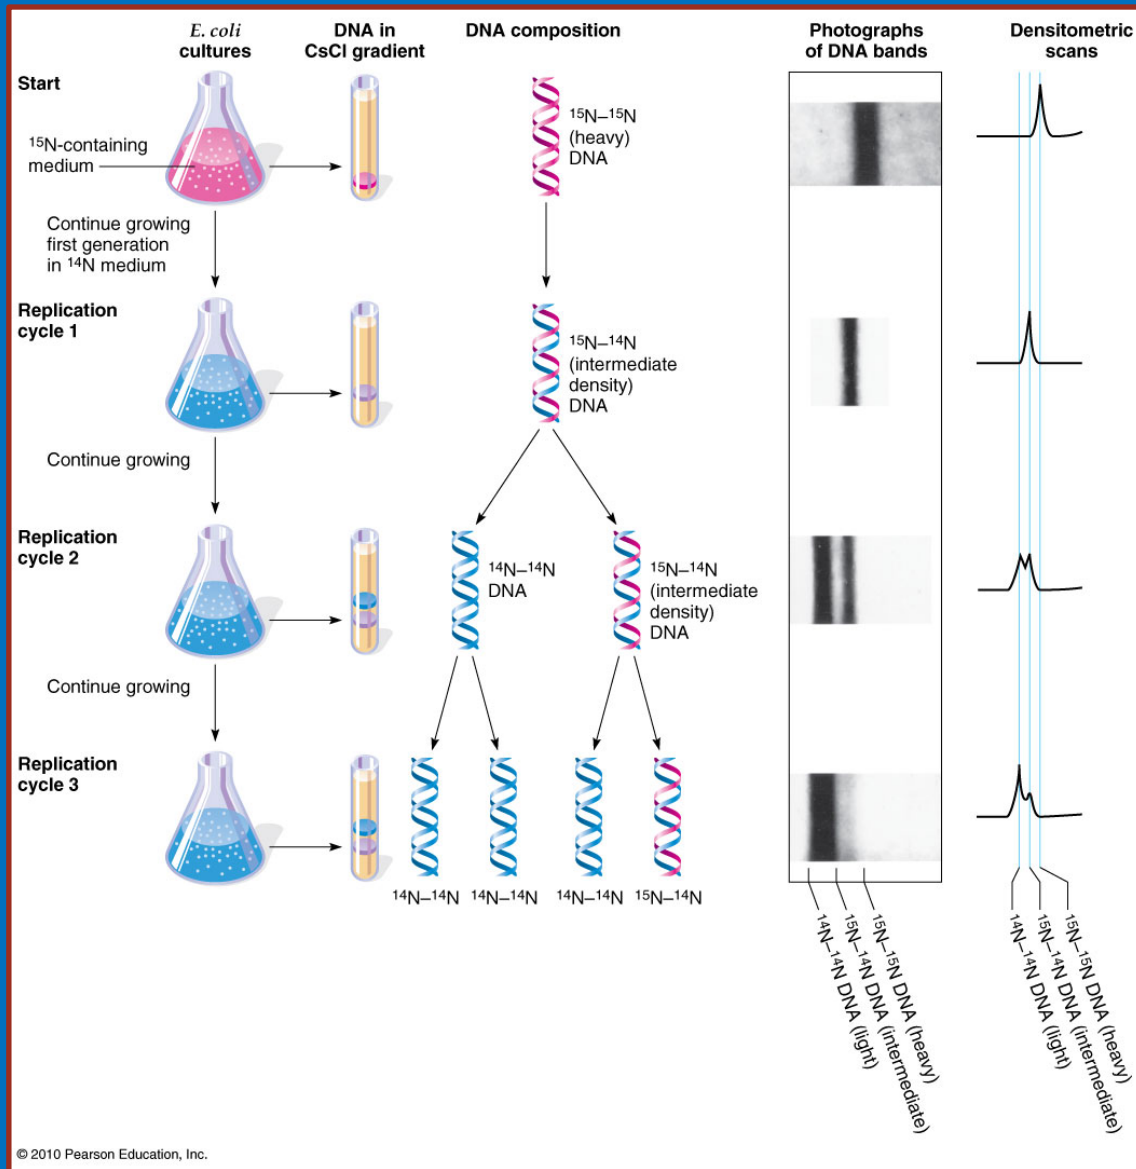 E. coli
cultures
DNA in
CsCl gradient
DNA composition
Photographs
of DNA bands
Densitometric
scans
Start
¹⁵N-containing
medium
¹⁵N–¹⁵N
(heavy)
DNA
Continue growing
first generation
in ¹⁴N medium
Replication
cycle 1
¹⁵N–¹⁴N
(intermediate
density)
DNA
Continue growing
Replication
cycle 2
¹⁴N–¹⁴N
DNA
¹⁵N–¹⁴N
(intermediate
density)
DNA
Continue growing
Replication
cycle 3
¹⁴N–¹⁴N
¹⁴N–¹⁴N
¹⁴N–¹⁴N
¹⁵N–¹⁴N
¹⁴N–¹⁴N DNA (light)
¹⁵N–¹⁴N DNA (intermediate)
¹⁵N–¹⁵N DNA (heavy)
¹⁴N–¹⁴N DNA (light)
¹⁵N–¹⁴N DNA (intermediate)
¹⁵N–¹⁵N DNA (heavy)
© 2010 Pearson Education, Inc.